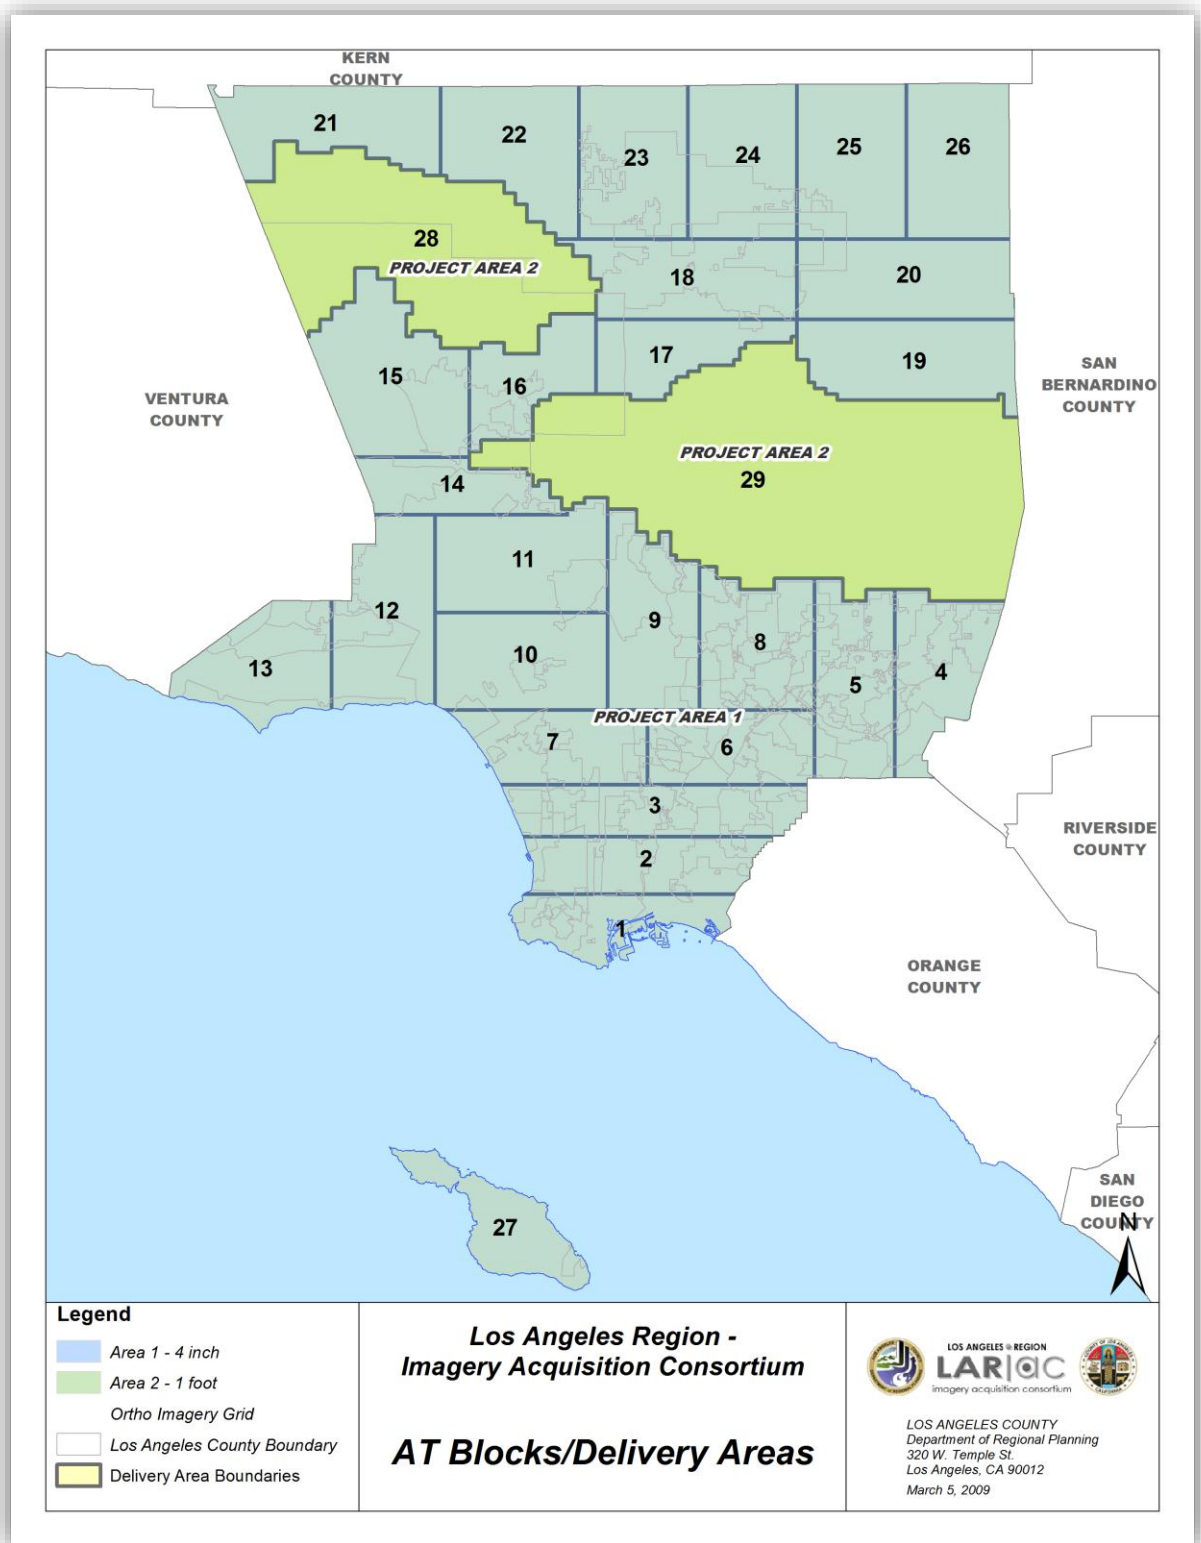 KERN
COUNTY
21
22
23
24
25
26
28
PROJECT AREA 2
18
20
17
19
15
16
SAN
BERNARDINO
COUNTY
VENTURA
COUNTY
PROJECT AREA 2
29
14
11
12
9
8
10
13
5
4
PROJECT AREA 1
7
6
3
2
1
RIVERSIDE
COUNTY
ORANGE
COUNTY
SAN
DIEGO
COUNTY
N
27
Legend
Area 1 - 4 inch
Area 2 - 1 foot
Ortho Imagery Grid
Los Angeles County Boundary
Delivery Area Boundaries
Los Angeles Region -
Imagery Acquisition Consortium
AT Blocks/Delivery Areas
LOS ANGELES REGION
LAR|aC
imagery acquisition consortium
LOS ANGELES COUNTY
Department of Regional Planning
320 W. Temple St.
Los Angeles, CA 90012
March 5, 2009